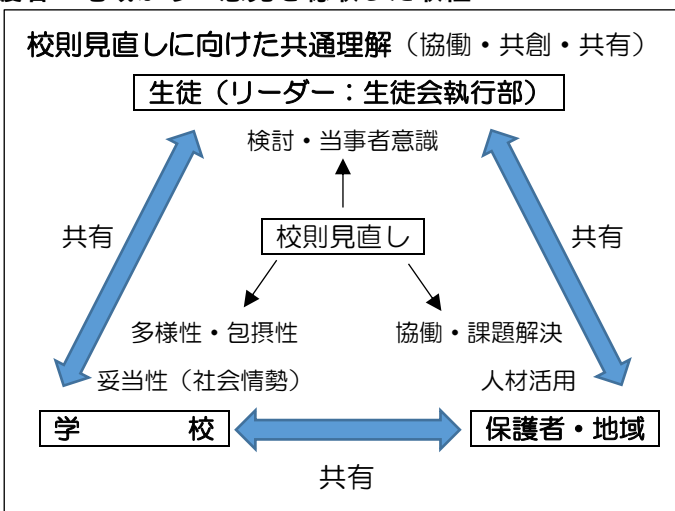 校則見直しに向けた共通理解（協働・共創・共有）
生徒（リーダー：生徒会執行部）
検討・当事者意識
共有
校則見直し
共有
多様性・包摂性
協働・課題解決
妥当性（社会情勢）
人材活用
学　　　校
保護者・地域
共有